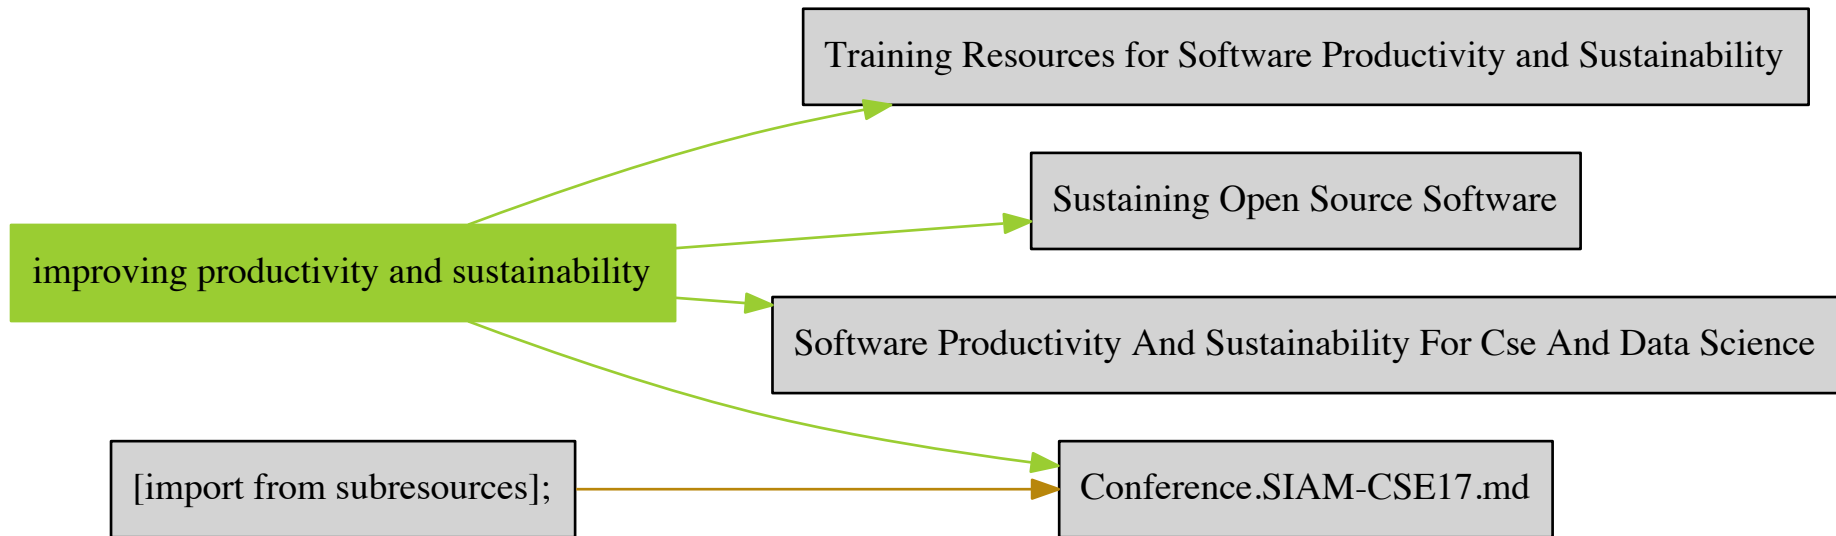 Training Resources for Software Productivity and Sustainability
Sustaining Open Source Software
improving productivity and sustainability
Software Productivity And Sustainability For Cse And Data Science
[import from subresources];
Conference.SIAM-CSE17.md